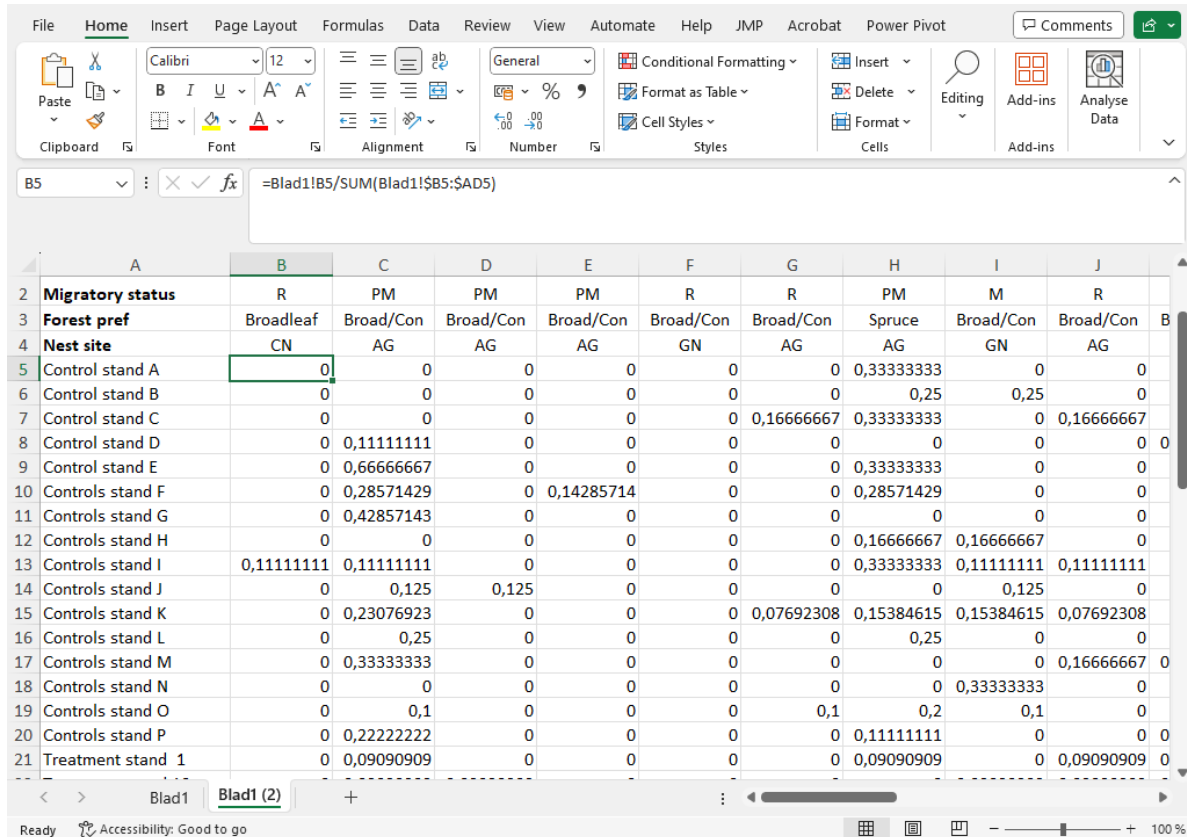 File Home Insert Page Layout Formulas Data Review View Automate Help JMP Acrobat Power Pivot Comments
Calibri 12 General Conditional Formatting Insert
Paste B I U A A % Format as Table Delete Editing Add-ins Analyse Data
A Cell Styles Format
Clipboard Font Alignment Number Styles Cells Add-ins
B5 fx =Blad1!B5/SUM(Blad1!$B5:$AD5)
A B C D E F G H I J
2 Migratory status R PM PM PM R R PM M R
3 Forest pref Broadleaf Broad/Con Broad/Con Broad/Con Broad/Con Broad/Con Spruce Broad/Con Broad/Con B
4 Nest site CN AG AG AG GN AG AG GN AG
5 Control stand A 0 0 0 0 0 0 0,33333333 0 0
6 Control stand B 0 0 0 0 0 0 0,25 0,25 0
7 Control stand C 0 0 0 0 0 0,16666667 0,33333333 0 0,16666667
8 Control stand D 0 0,11111111 0 0 0 0 0 0 0 0
9 Control stand E 0 0,66666667 0 0 0 0 0,33333333 0 0
10 Controls stand F 0 0,28571429 0 0,14285714 0 0 0,28571429 0 0
11 Controls stand G 0 0,42857143 0 0 0 0 0 0 0
12 Controls stand H 0 0 0 0 0 0 0,16666667 0,16666667 0
13 Controls stand I 0,11111111 0,11111111 0 0 0 0 0,33333333 0,11111111 0,11111111
14 Controls stand J 0 0,125 0,125 0 0 0 0 0,125 0
15 Controls stand K 0 0,23076923 0 0 0 0,07692308 0,15384615 0,15384615 0,07692308
16 Controls stand L 0 0,25 0 0 0 0 0,25 0 0
17 Controls stand M 0 0,33333333 0 0 0 0 0 0 0,16666667 0
18 Controls stand N 0 0 0 0 0 0 0 0,33333333 0
19 Controls stand O 0 0,1 0 0 0 0,1 0,2 0,1 0
20 Controls stand P 0 0,22222222 0 0 0 0 0,11111111 0 0 0
21 Treatment stand 1 0 0,09090909 0 0 0 0 0,09090909 0 0,09090909 0
Blad1 Blad1 (2)
Ready Accessibility: Good to go 100 %